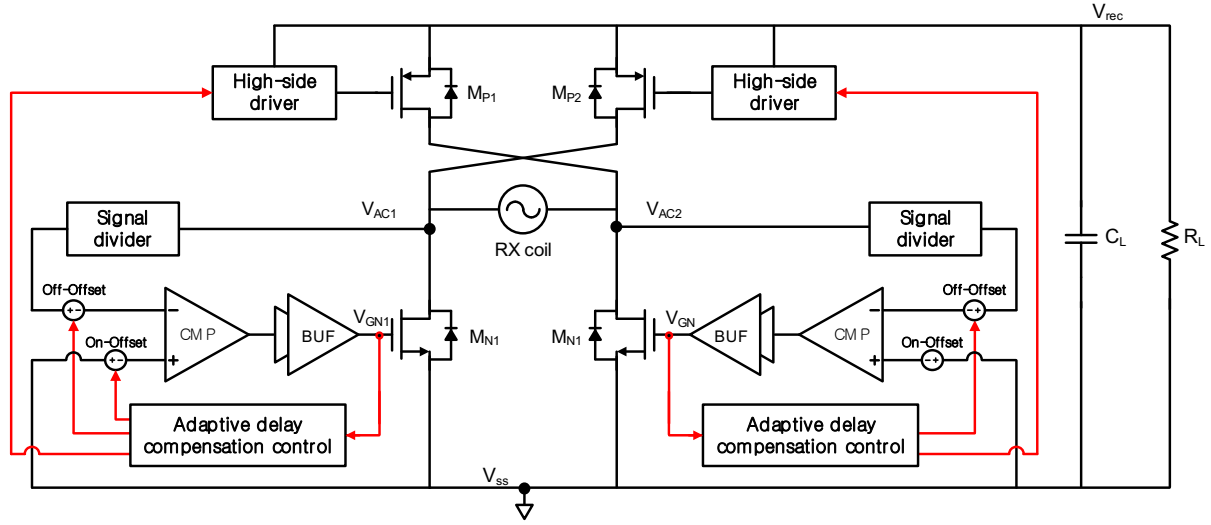 V_rec
High-side
driver
M_P1
M_P2
High-side
driver
Signal
divider
V_AC1
RX coil
V_AC2
Signal
divider
C_L
R_L
Off-Offset
+-
-
CMP
On-Offset
+-
+
BUF
V_GN1
M_N1
M_N1
V_GN
BUF
-
CMP
+
Off-Offset
-+
On-Offset
-+
Adaptive delay
compensation control
Adaptive delay
compensation control
V_ss